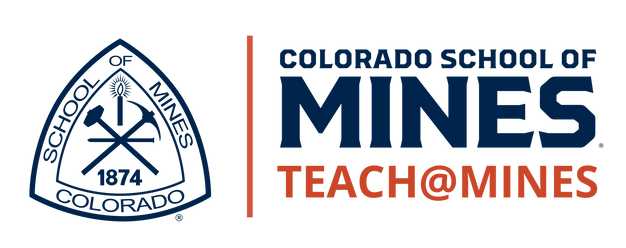 SCHOOL OF MINES
1874
COLORADO
®
COLORADO SCHOOL OF
MINES®
TEACH@MINES